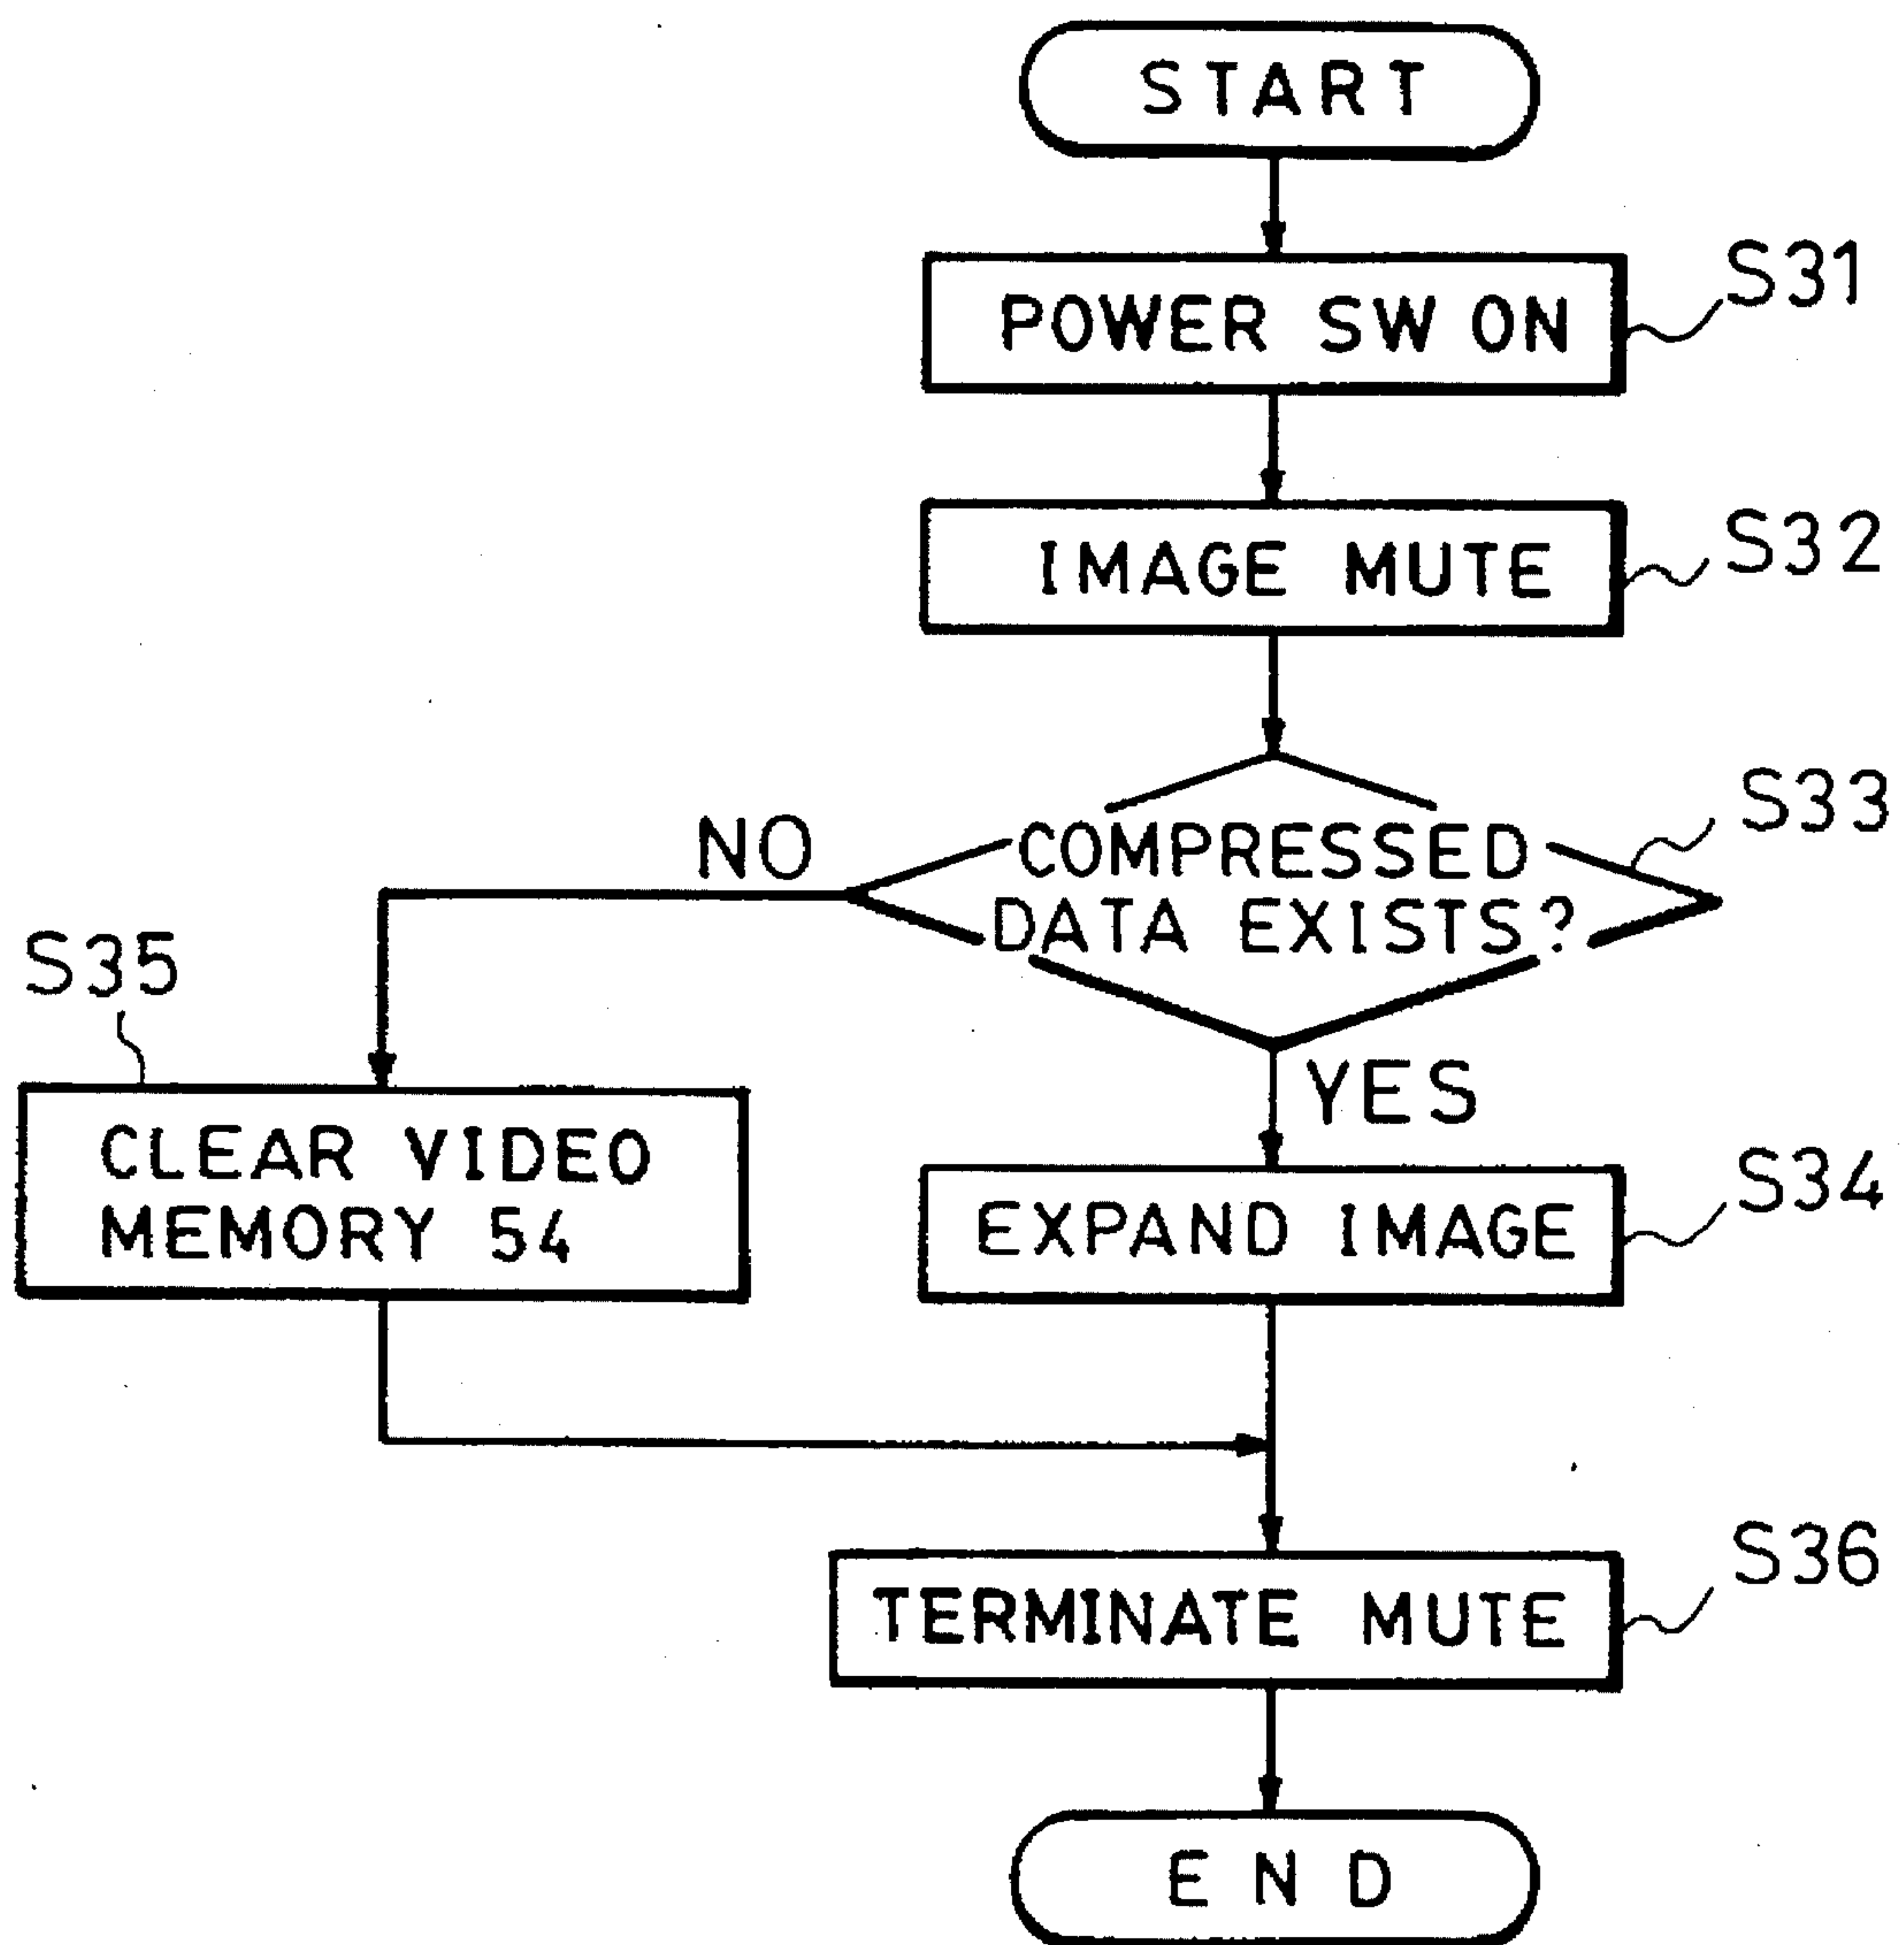 START
POWER SW ON
S31
IMAGE MUTE
S32
COMPRESSED
DATA EXISTS?
S33
NO
YES
S35
CLEAR VIDEO
MEMORY 54
EXPAND IMAGE
S34
TERMINATE MUTE
S36
END